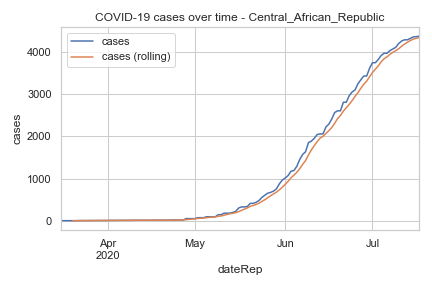 COVID-19 cases over time - Central_African_Republic
cases
cases (rolling)
cases
4000
3000
2000
1000
0
Apr
2020
May
Jun
Jul
dateRep